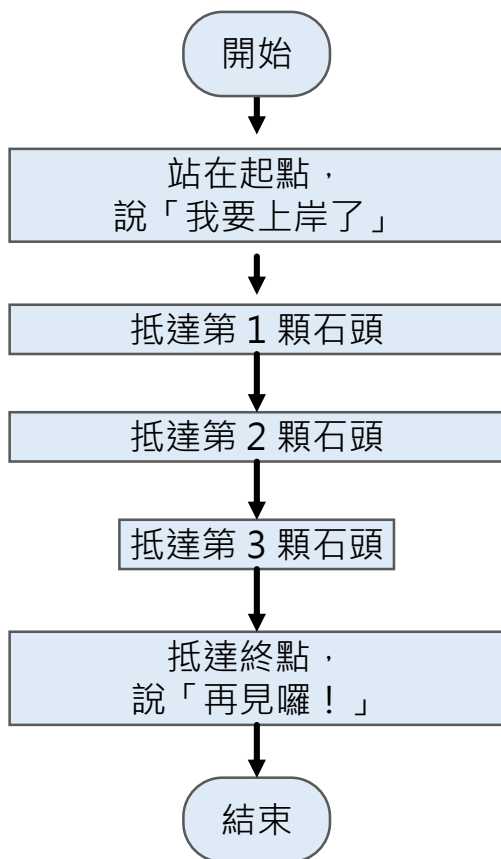 開始
站在起點，
說「我要上岸了」
抵達第 1 顆石頭
抵達第 2 顆石頭
抵達第 3 顆石頭
抵達終點，
說「再見囉！」
結束